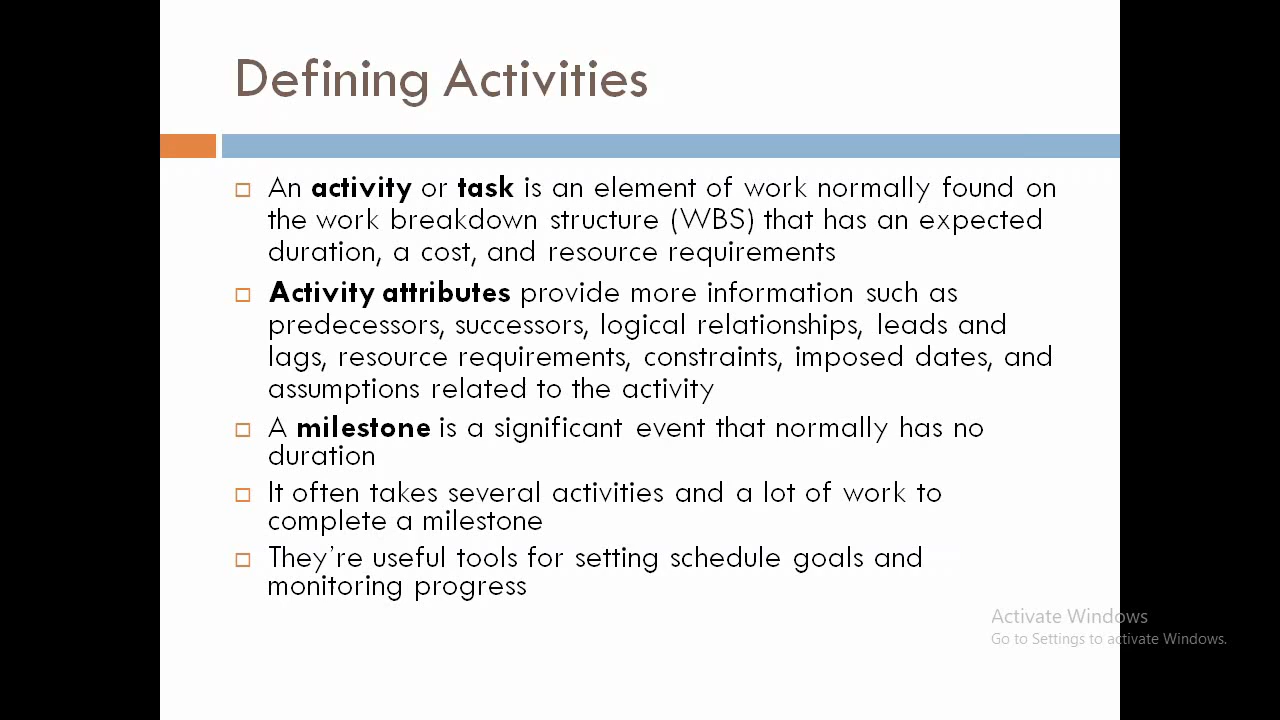 Defining Activities
An activity or task is an element of work normally found on
the work breakdown structure (WBS) that has an expected
duration, a cost, and resource requirements
Activity attributes provide more information such as
predecessors, successors, logical relationships, leads and
lags, resource requirements, constraints, imposed dates, and
assumptions related to the activity
A milestone is a significant event that normally has no
duration
It often takes several activities and a lot of work to
complete a milestone
They're useful tools for setting schedule goals and
monitoring progress
Activate Windows
Go to Settings to activate Windows.